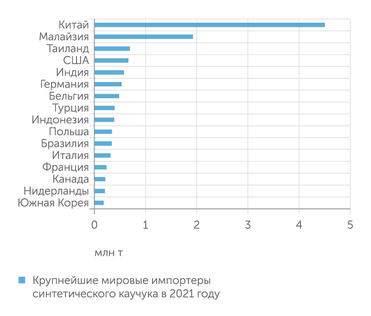 Китай
Малайзия
Таиланд
США
Индия
Германия
Бельгия
Турция
Индонезия
Польша
Бразилия
Италия
Франция
Канада
Нидерланды
Южная Корея
0 1 2 3 4 5
млн т
Крупнейшие мировые импортеры
синтетического каучука в 2021 году